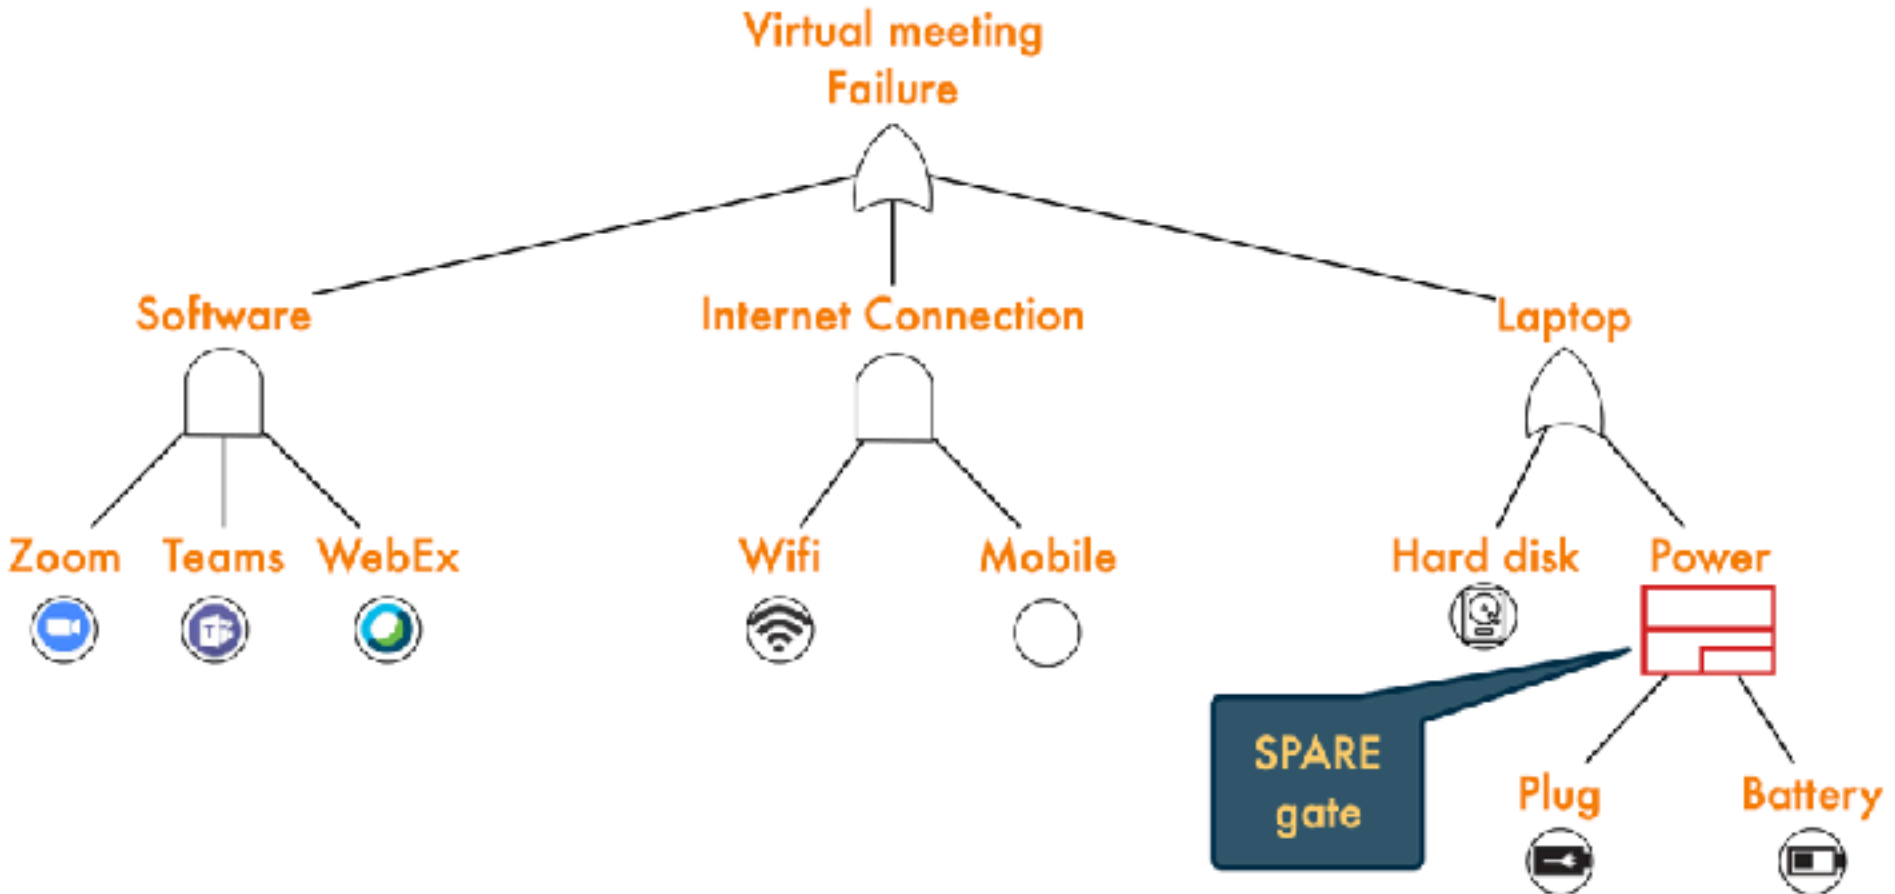 Virtual meeting
Failure
Software
Internet Connection
Laptop
Zoom
Teams
WebEx
Wifi
Mobile
Hard disk
Power
SPARE
gate
Plug
Battery